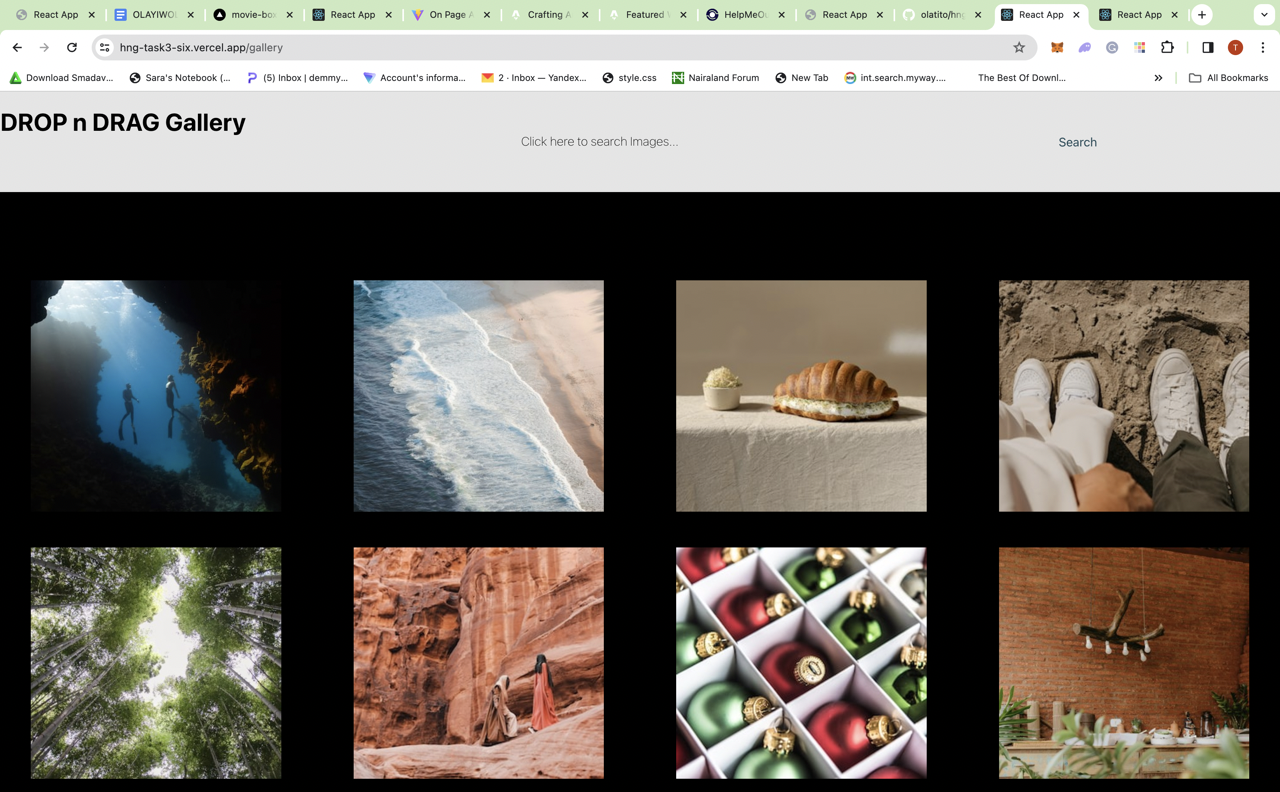 React App
OLAYIWO
movie-bo
React App
On Page A
Crafting A
Featured
HelpMeOu
React App
olatito/hng
React App
React App
hng-task3-six.vercel.app/gallery
T
Download Smadav...
Sara's Notebook (...
(5) Inbox | demmy...
Account's informa...
2 · Inbox — Yandex...
style.css
Nairaland Forum
New Tab
int.search.myway....
The Best Of Downl...
All Bookmarks
DROP n DRAG Gallery
Click here to search Images...
Search